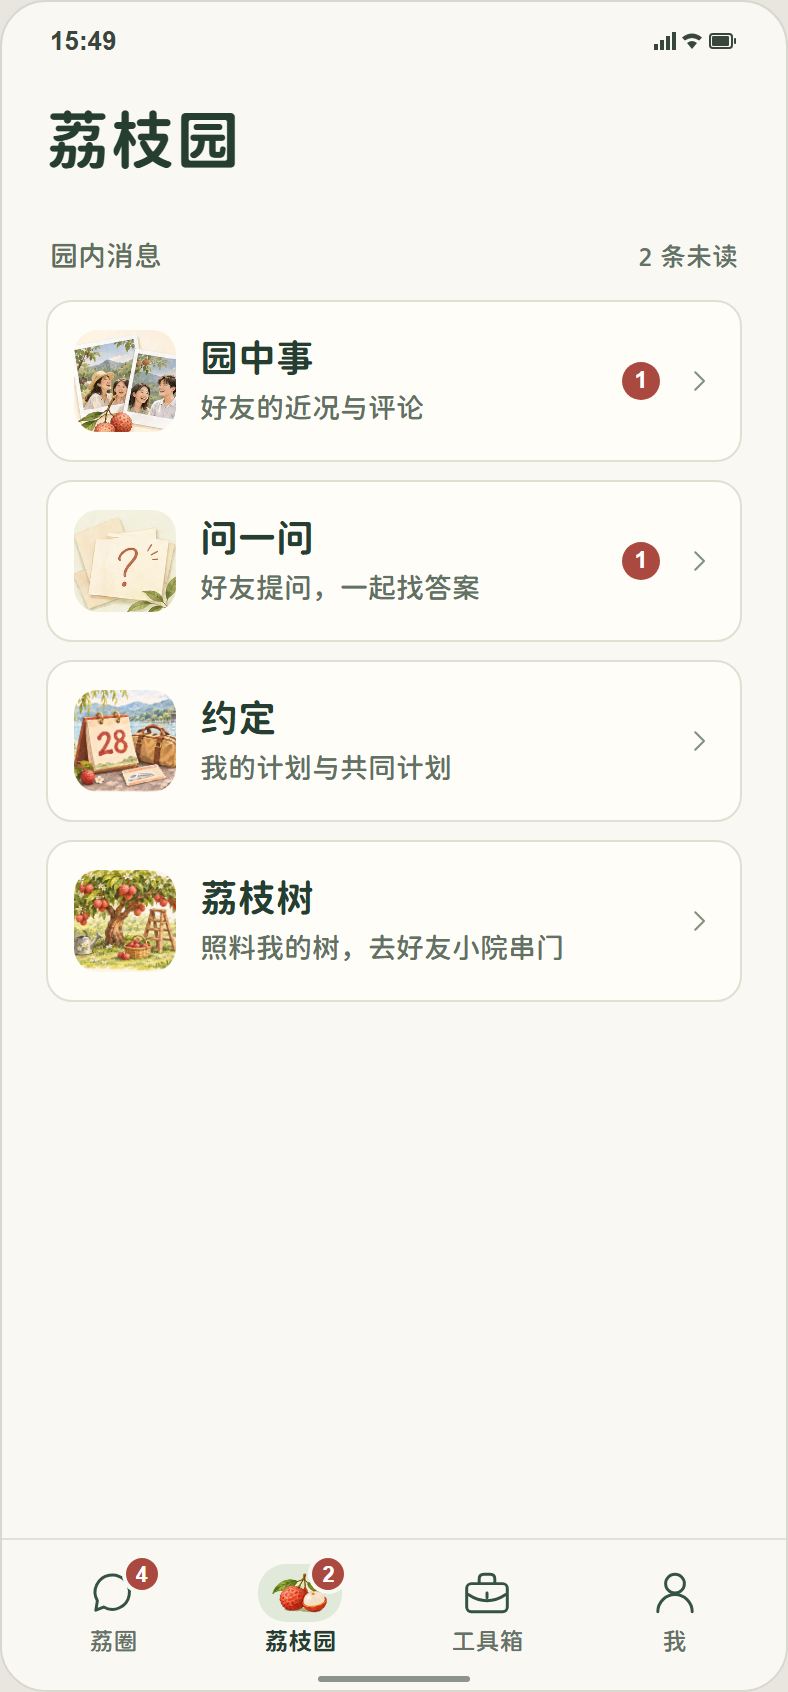 15:49
荔枝园
园内消息
2 条未读
园中事
好友的近况与评论
1
问一问
好友提问，一起找答案
1
28
约定
我的计划与共同计划
荔枝树
照料我的树，去好友小院串门
4
2
荔圈
荔枝园
工具箱
我